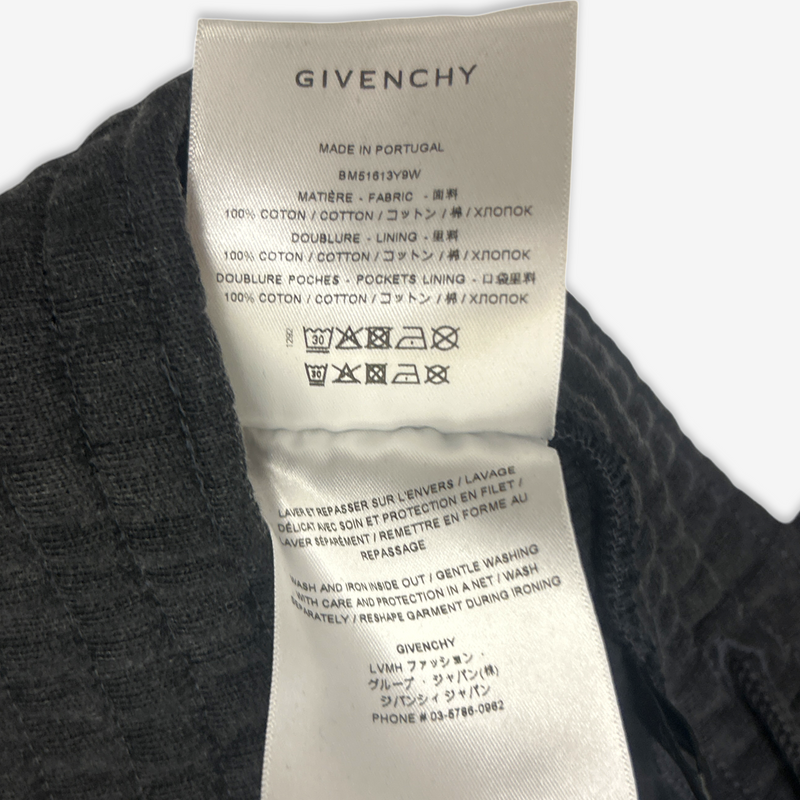 GIVENCHY
MADE IN PORTUGAL
BM51613Y9W
MATIÈRE - FABRIC - 面料
100% COTON / COTTON / コットン / 棉 / ХЛОПОК
DOUBLURE - LINING - 里料
100% COTON / COTTON / コットン / 棉 / ХЛОПОК
DOUBLURE POCHES - POCKETS LINING - 口袋里料
100% COTON / COTTON / コットン / 棉 / ХЛОПОК
1292
30
30
LAVER ET REPASSER SUR L'ENVERS / LAVAGE
DÉLICAT AVEC SOIN ET PROTECTION EN FILET /
LAVER SÉPARÉMENT / REMETTRE EN FORME AU
REPASSAGE
WASH AND IRON INSIDE OUT / GENTLE WASHING
WITH CARE AND PROTECTION IN A NET / WASH
SEPARATELY / RESHAPE GARMENT DURING IRONING
GIVENCHY
LVMH ファッション ·
グループ · ジャパン(株)
ジバンシィ ジャパン
PHONE # 03-5786-0962